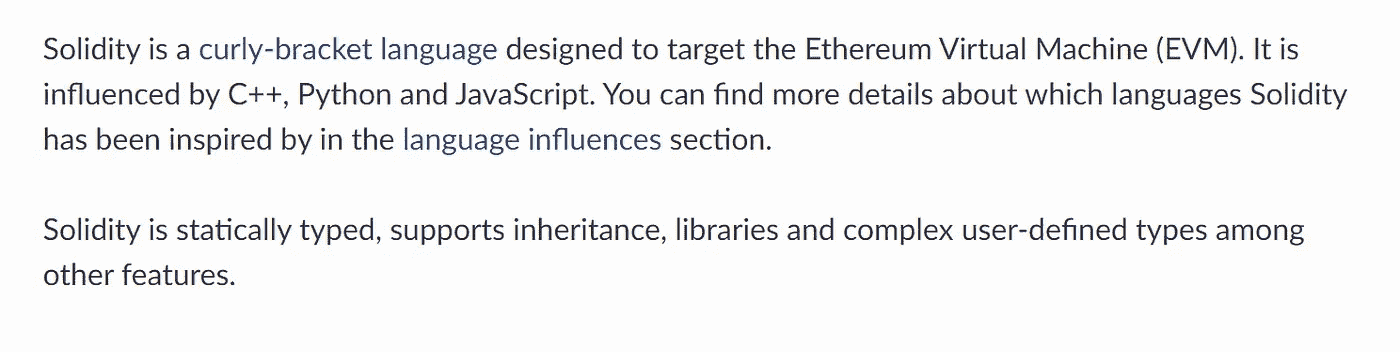 Solidity is a curly-bracket language designed to target the Ethereum Virtual Machine (EVM). It is
influenced by C++, Python and JavaScript. You can find more details about which languages Solidity
has been inspired by in the language influences section.
Solidity is statically typed, supports inheritance, libraries and complex user-defined types among
other features.